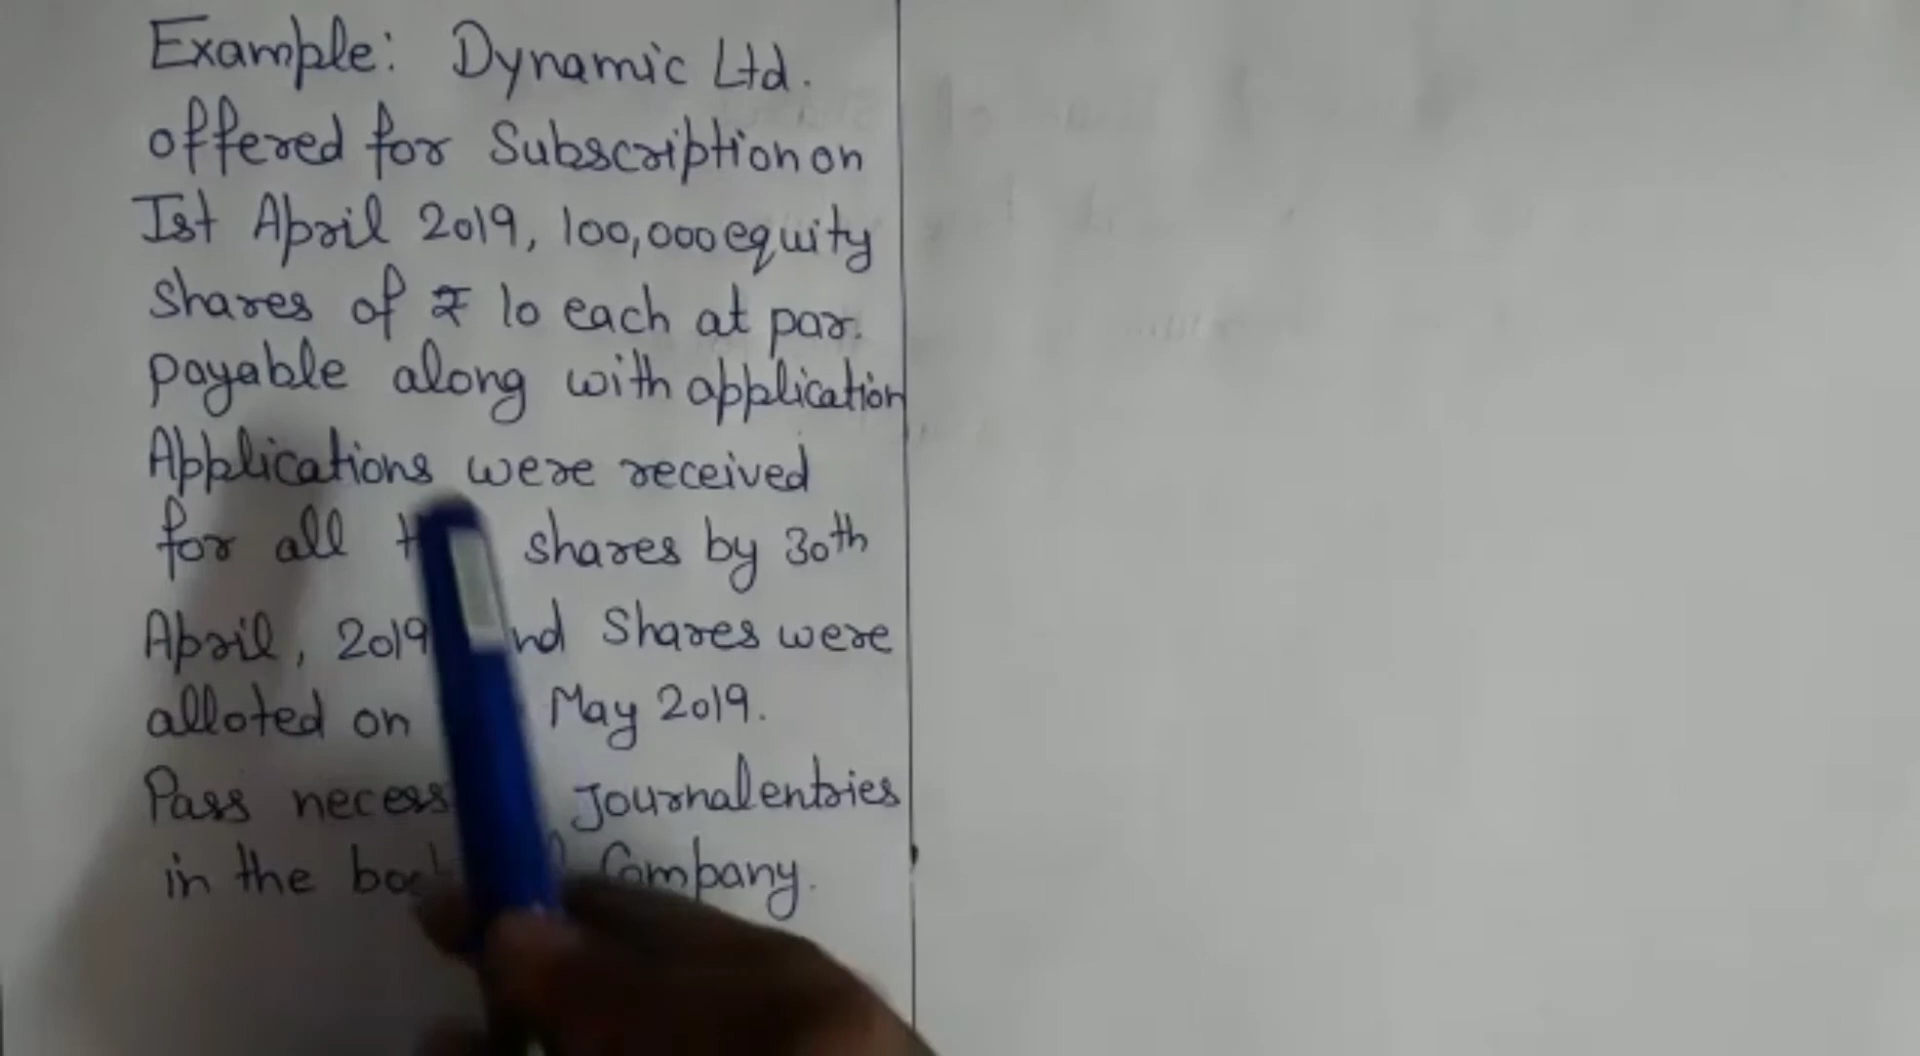 Example: Dynamic Ltd.
offered for Subscription on
Ist April 2019, 100,000 equity
Shares of ₹ 10 each at par.
payable along with application
Applications were received
for all shares by 30th
April, 2019 Shares were
alloted on May 2019.
Pass Journal entries
in the Company.